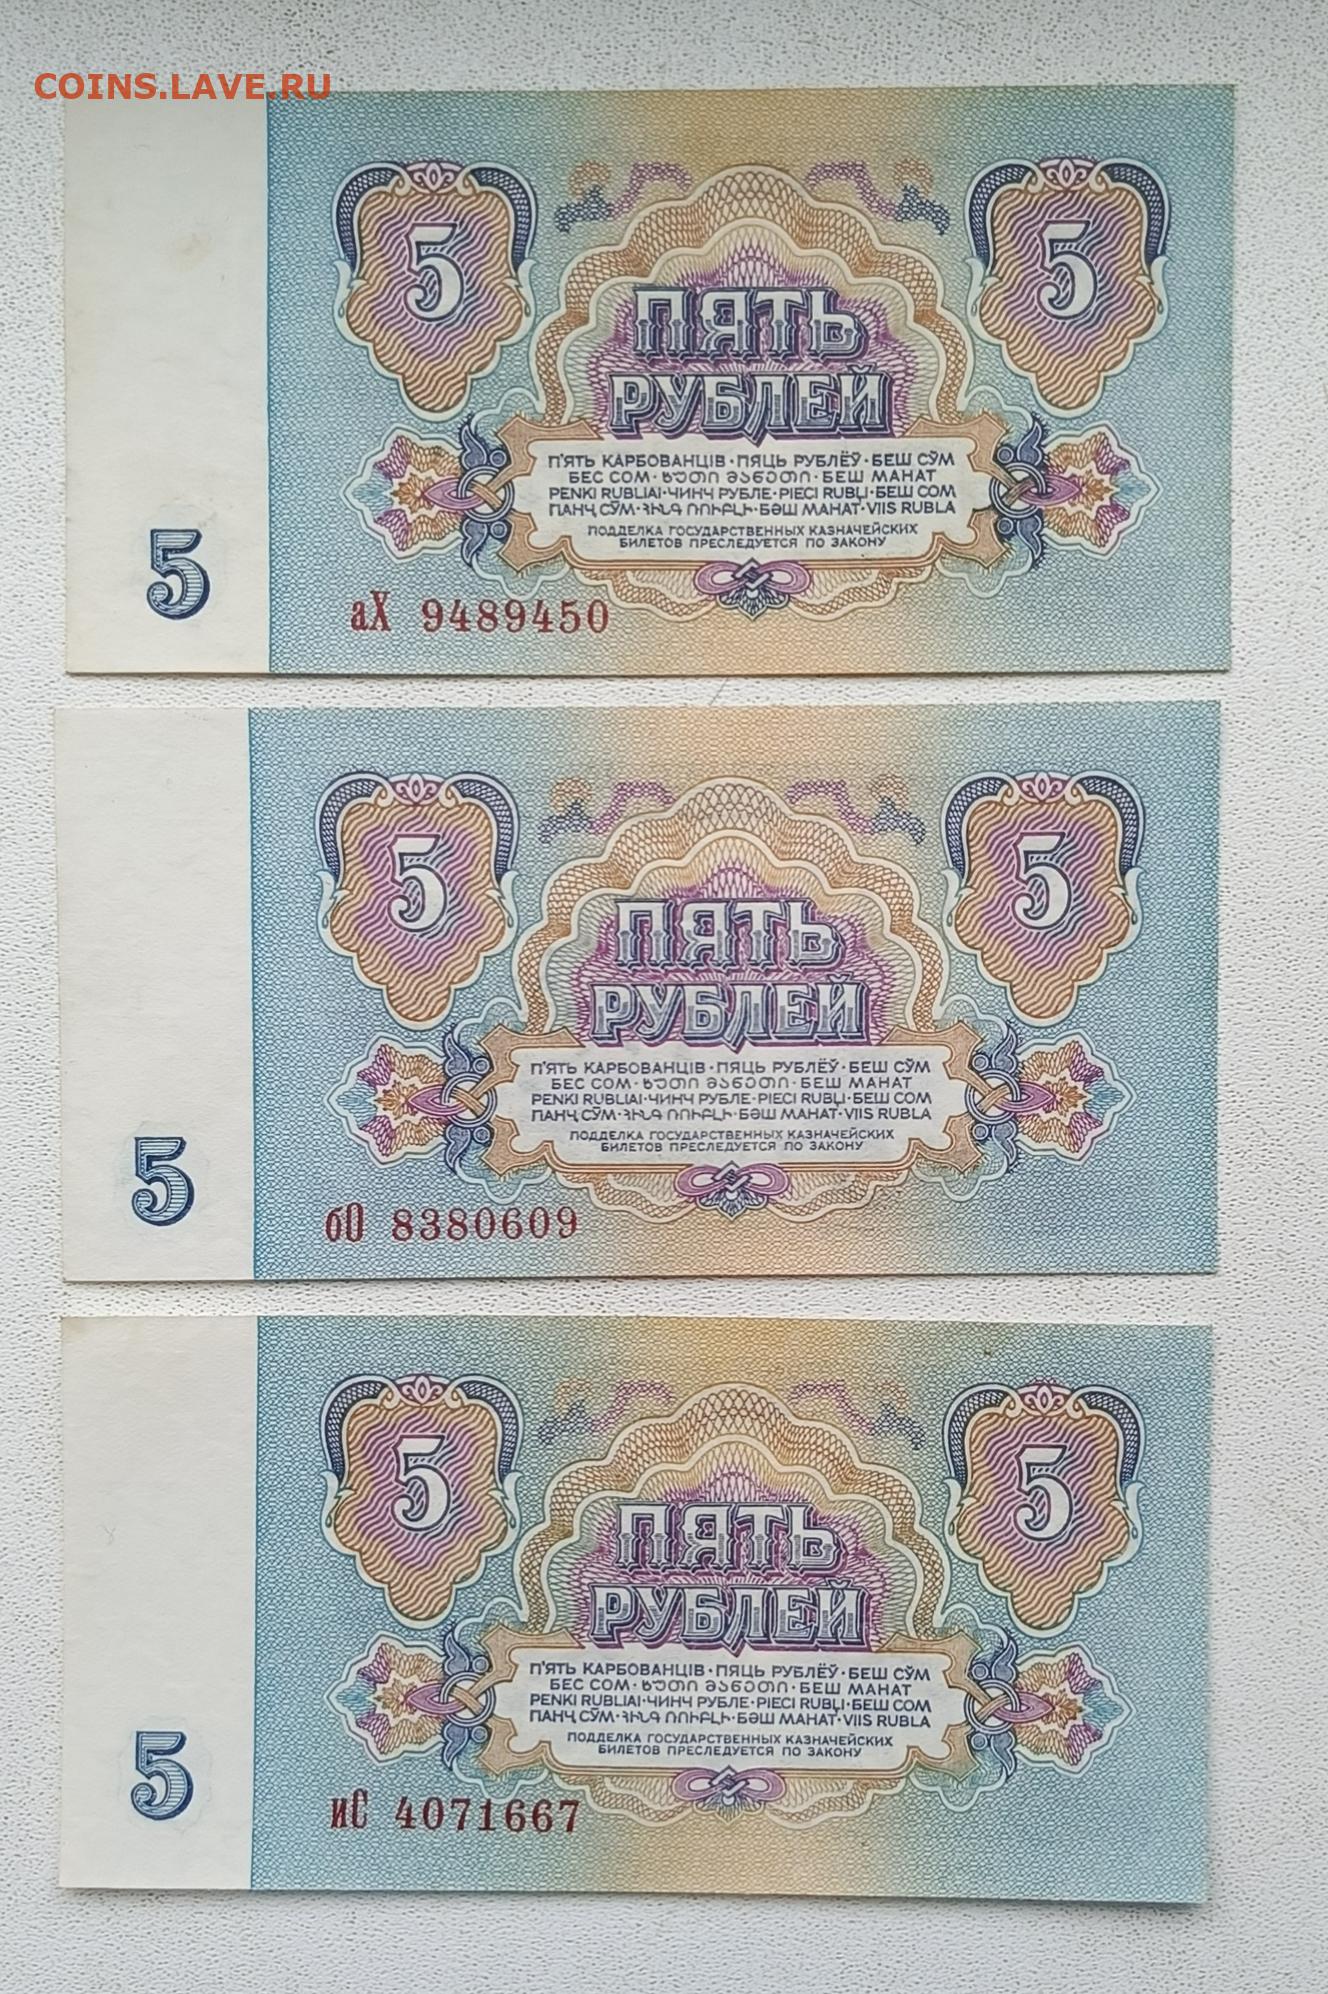 COINS.LAVE.RU
5 5
ПЯТЬ
РУБЛЕЙ
П'ЯТЬ КАРБОВАНЦІВ · ПЯЦЬ РУБЛЁЎ · БЕШ СЎМ
БЕС СОМ · ᲮᲣᲗᲘ ᲛᲐᲜᲔᲗᲘ · БЕШ МАНАТ
PENKI RUBLIAI · ЧИНЧ РУБЛЕ · PIECI RUBĻI · БЕШ СОМ
ПАНҶ СЎМ · ՀԻՆԳ ՌՈՒԲԼԻ · БӘШ МАНАТ · VIIS RUBLA
ПОДДЕЛКА ГОСУДАРСТВЕННЫХ КАЗНАЧЕЙСКИХ
БИЛЕТОВ ПРЕСЛЕДУЕТСЯ ПО ЗАКОНУ
5
аХ 9489450
5 5
ПЯТЬ
РУБЛЕЙ
П'ЯТЬ КАРБОВАНЦІВ · ПЯЦЬ РУБЛЁЎ · БЕШ СЎМ
БЕС СОМ · ᲮᲣᲗᲘ ᲛᲐᲜᲔᲗᲘ · БЕШ МАНАТ
PENKI RUBLIAI · ЧИНЧ РУБЛЕ · PIECI RUBĻI · БЕШ СОМ
ПАНҶ СЎМ · ՀԻՆԳ ՌՈՒԲԼԻ · БӘШ МАНАТ · VIIS RUBLA
ПОДДЕЛКА ГОСУДАРСТВЕННЫХ КАЗНАЧЕЙСКИХ
БИЛЕТОВ ПРЕСЛЕДУЕТСЯ ПО ЗАКОНУ
5
бО 8380609
5 5
ПЯТЬ
РУБЛЕЙ
П'ЯТЬ КАРБОВАНЦІВ · ПЯЦЬ РУБЛЁЎ · БЕШ СЎМ
БЕС СОМ · ᲮᲣᲗᲘ ᲛᲐᲜᲔᲗᲘ · БЕШ МАНАТ
PENKI RUBLIAI · ЧИНЧ РУБЛЕ · PIECI RUBĻI · БЕШ СОМ
ПАНҶ СЎМ · ՀԻՆԳ ՌՈՒԲԼԻ · БӘШ МАНАТ · VIIS RUBLA
ПОДДЕЛКА ГОСУДАРСТВЕННЫХ КАЗНАЧЕЙСКИХ
БИЛЕТОВ ПРЕСЛЕДУЕТСЯ ПО ЗАКОНУ
5
иС 4071667